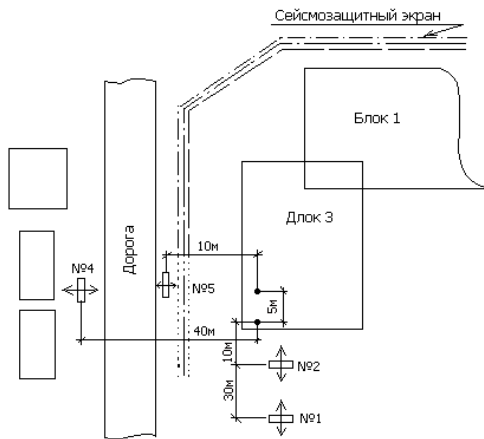 Сейсмозащитный экран
Блок 1
Длок 3
Дорога
10м
№4
№5
5м
40м
10м
№2
30м
№1